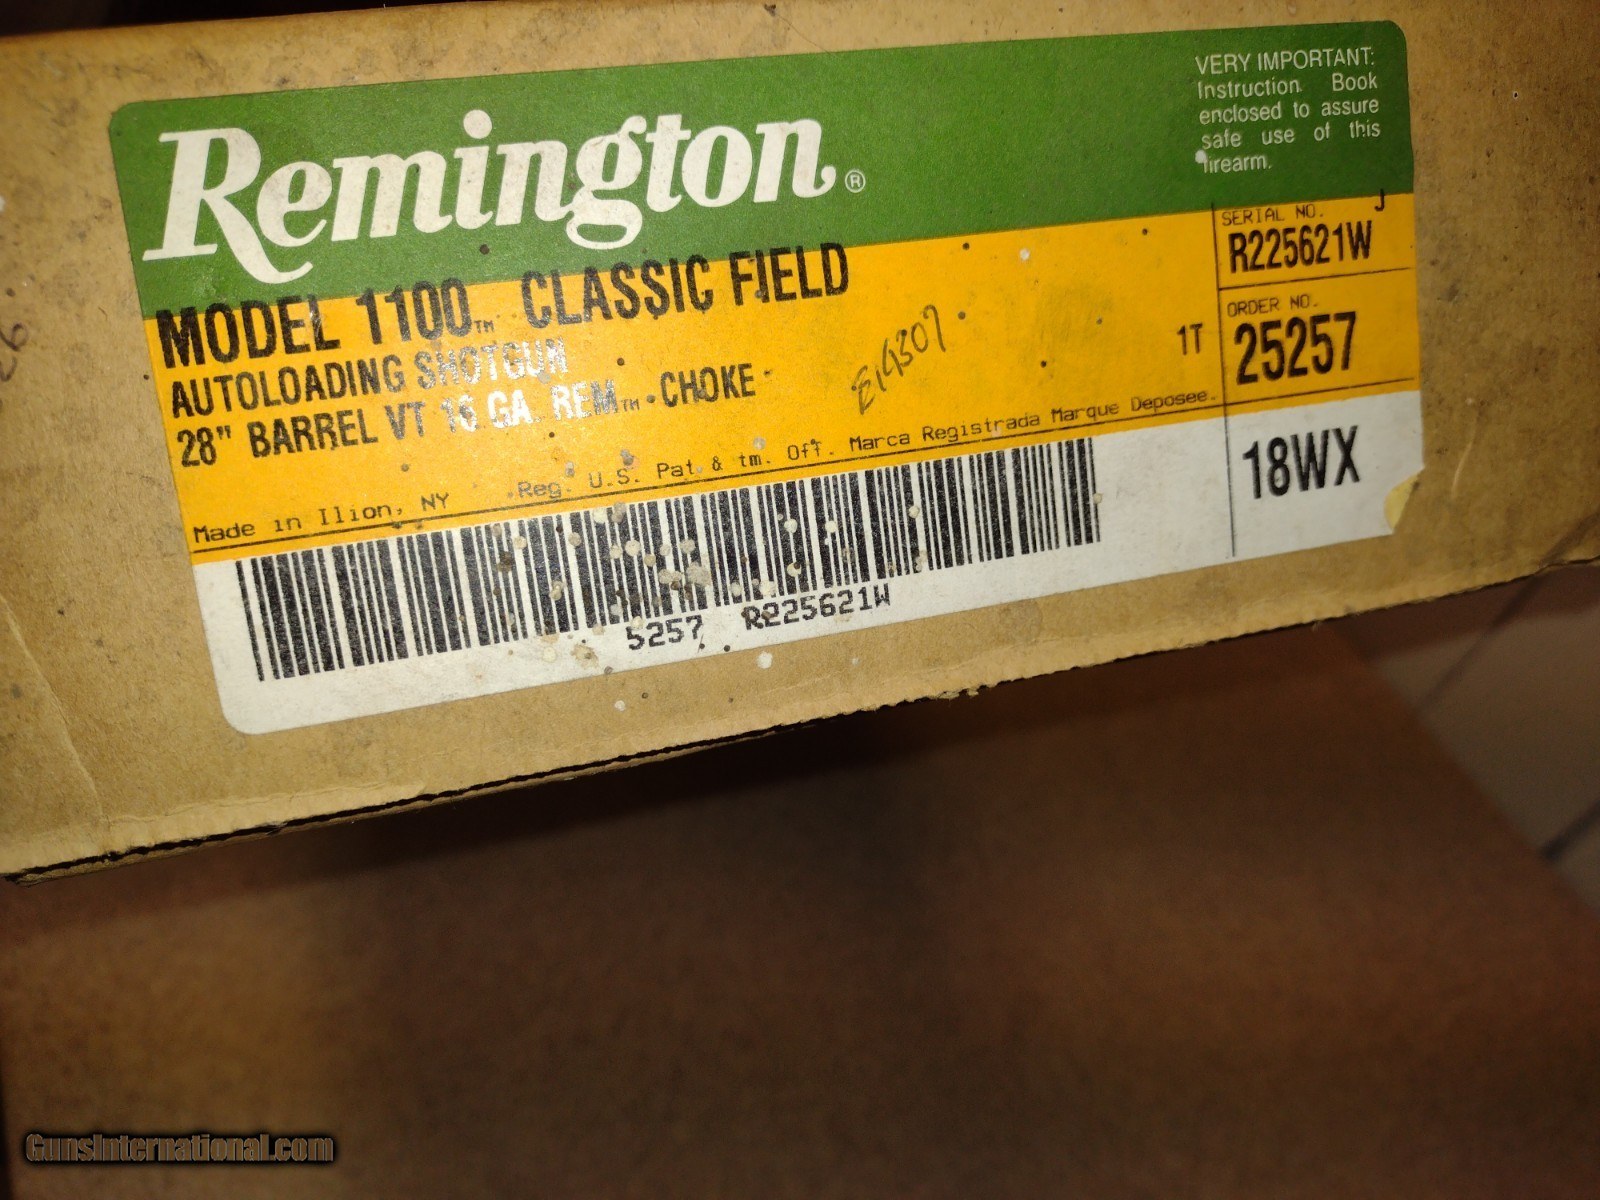 VERY IMPORTANT:
Instruction Book
enclosed to assure
safe use of this
firearm.
Remington®
J
SERIAL NO.
R225621W
MODEL 1100™ CLASSIC FIELD
AUTOLOADING SHOTGUN
28" BARREL VT 16 GA. REM™ CHOKE
E14307
1T
ORDER NO.
25257
Made in Ilion, NY Reg. U.S. Pat. & tm. Off. Marca Registrada Marque Deposee.
18WX
5257 R225621W
GunsInternational.com